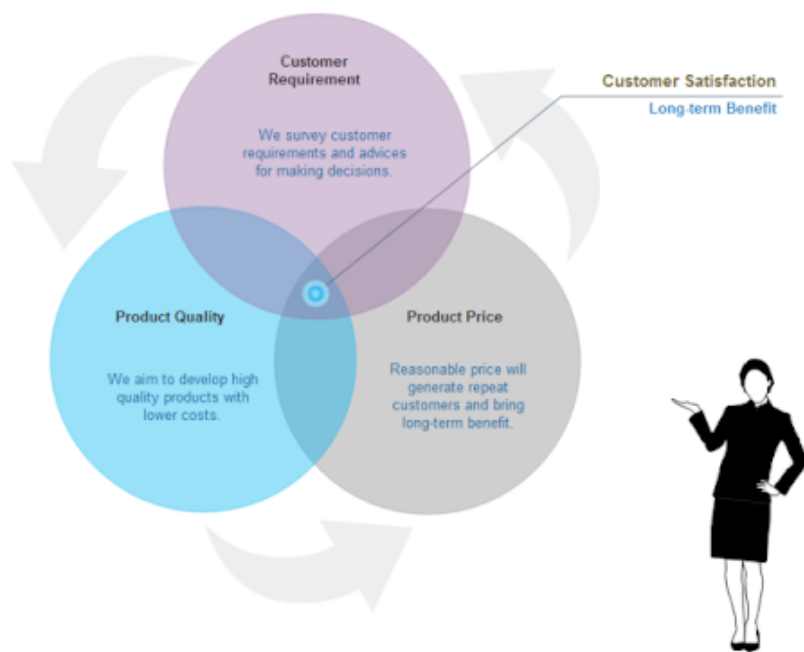 Customer
Requirement
We survey customer
requirements and advices
for making decisions.
Customer Satisfaction
Long-term Benefit
Product Quality
We aim to develop high
quality products with
lower costs.
Product Price
Reasonable price will
generate repeat
customers and bring
long-term benefit.